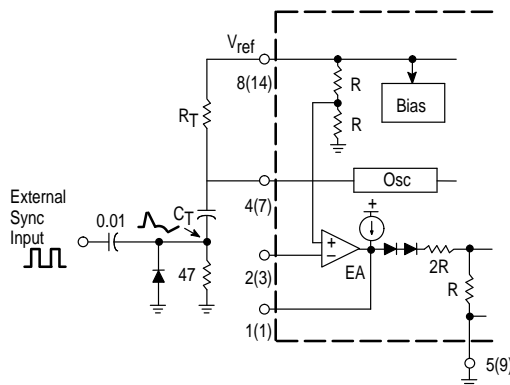 Vref
8(14)
R
Bias
RT
R
Osc
4(7)
External
Sync
Input
0.01
CT
+
+
−
47
2(3)
EA
2R
R
1(1)
5(9)